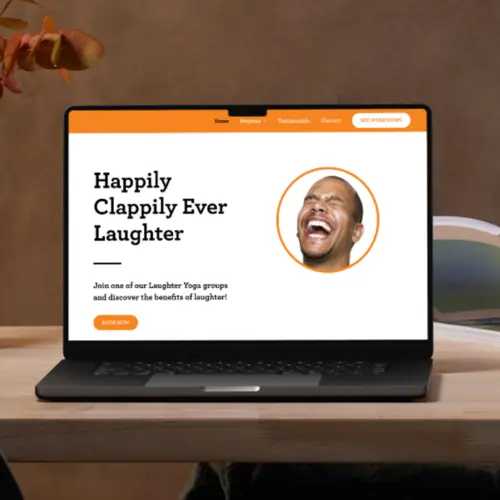 Home Programs Testimonials Contact SEE WORKSHOPS
Happily
Clappily Ever
Laughter
Join one of our Laughter Yoga groups
and discover the benefits of laughter!
BOOK NOW